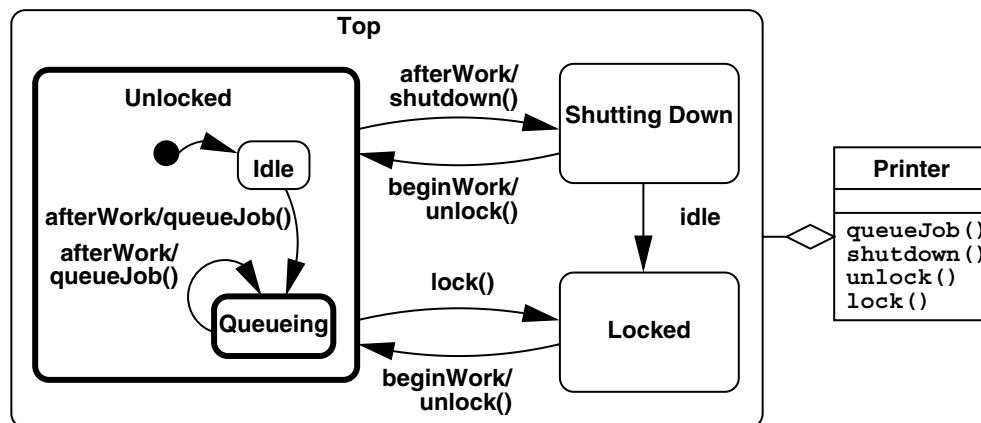 Top
Unlocked
Idle
afterWork/queueJob()
afterWork/
queueJob()
Queueing
afterWork/
shutdown()
beginWork/
unlock()
Shutting Down
idle
lock()
beginWork/
unlock()
Locked
Printer
queueJob()
shutdown()
unlock()
lock()